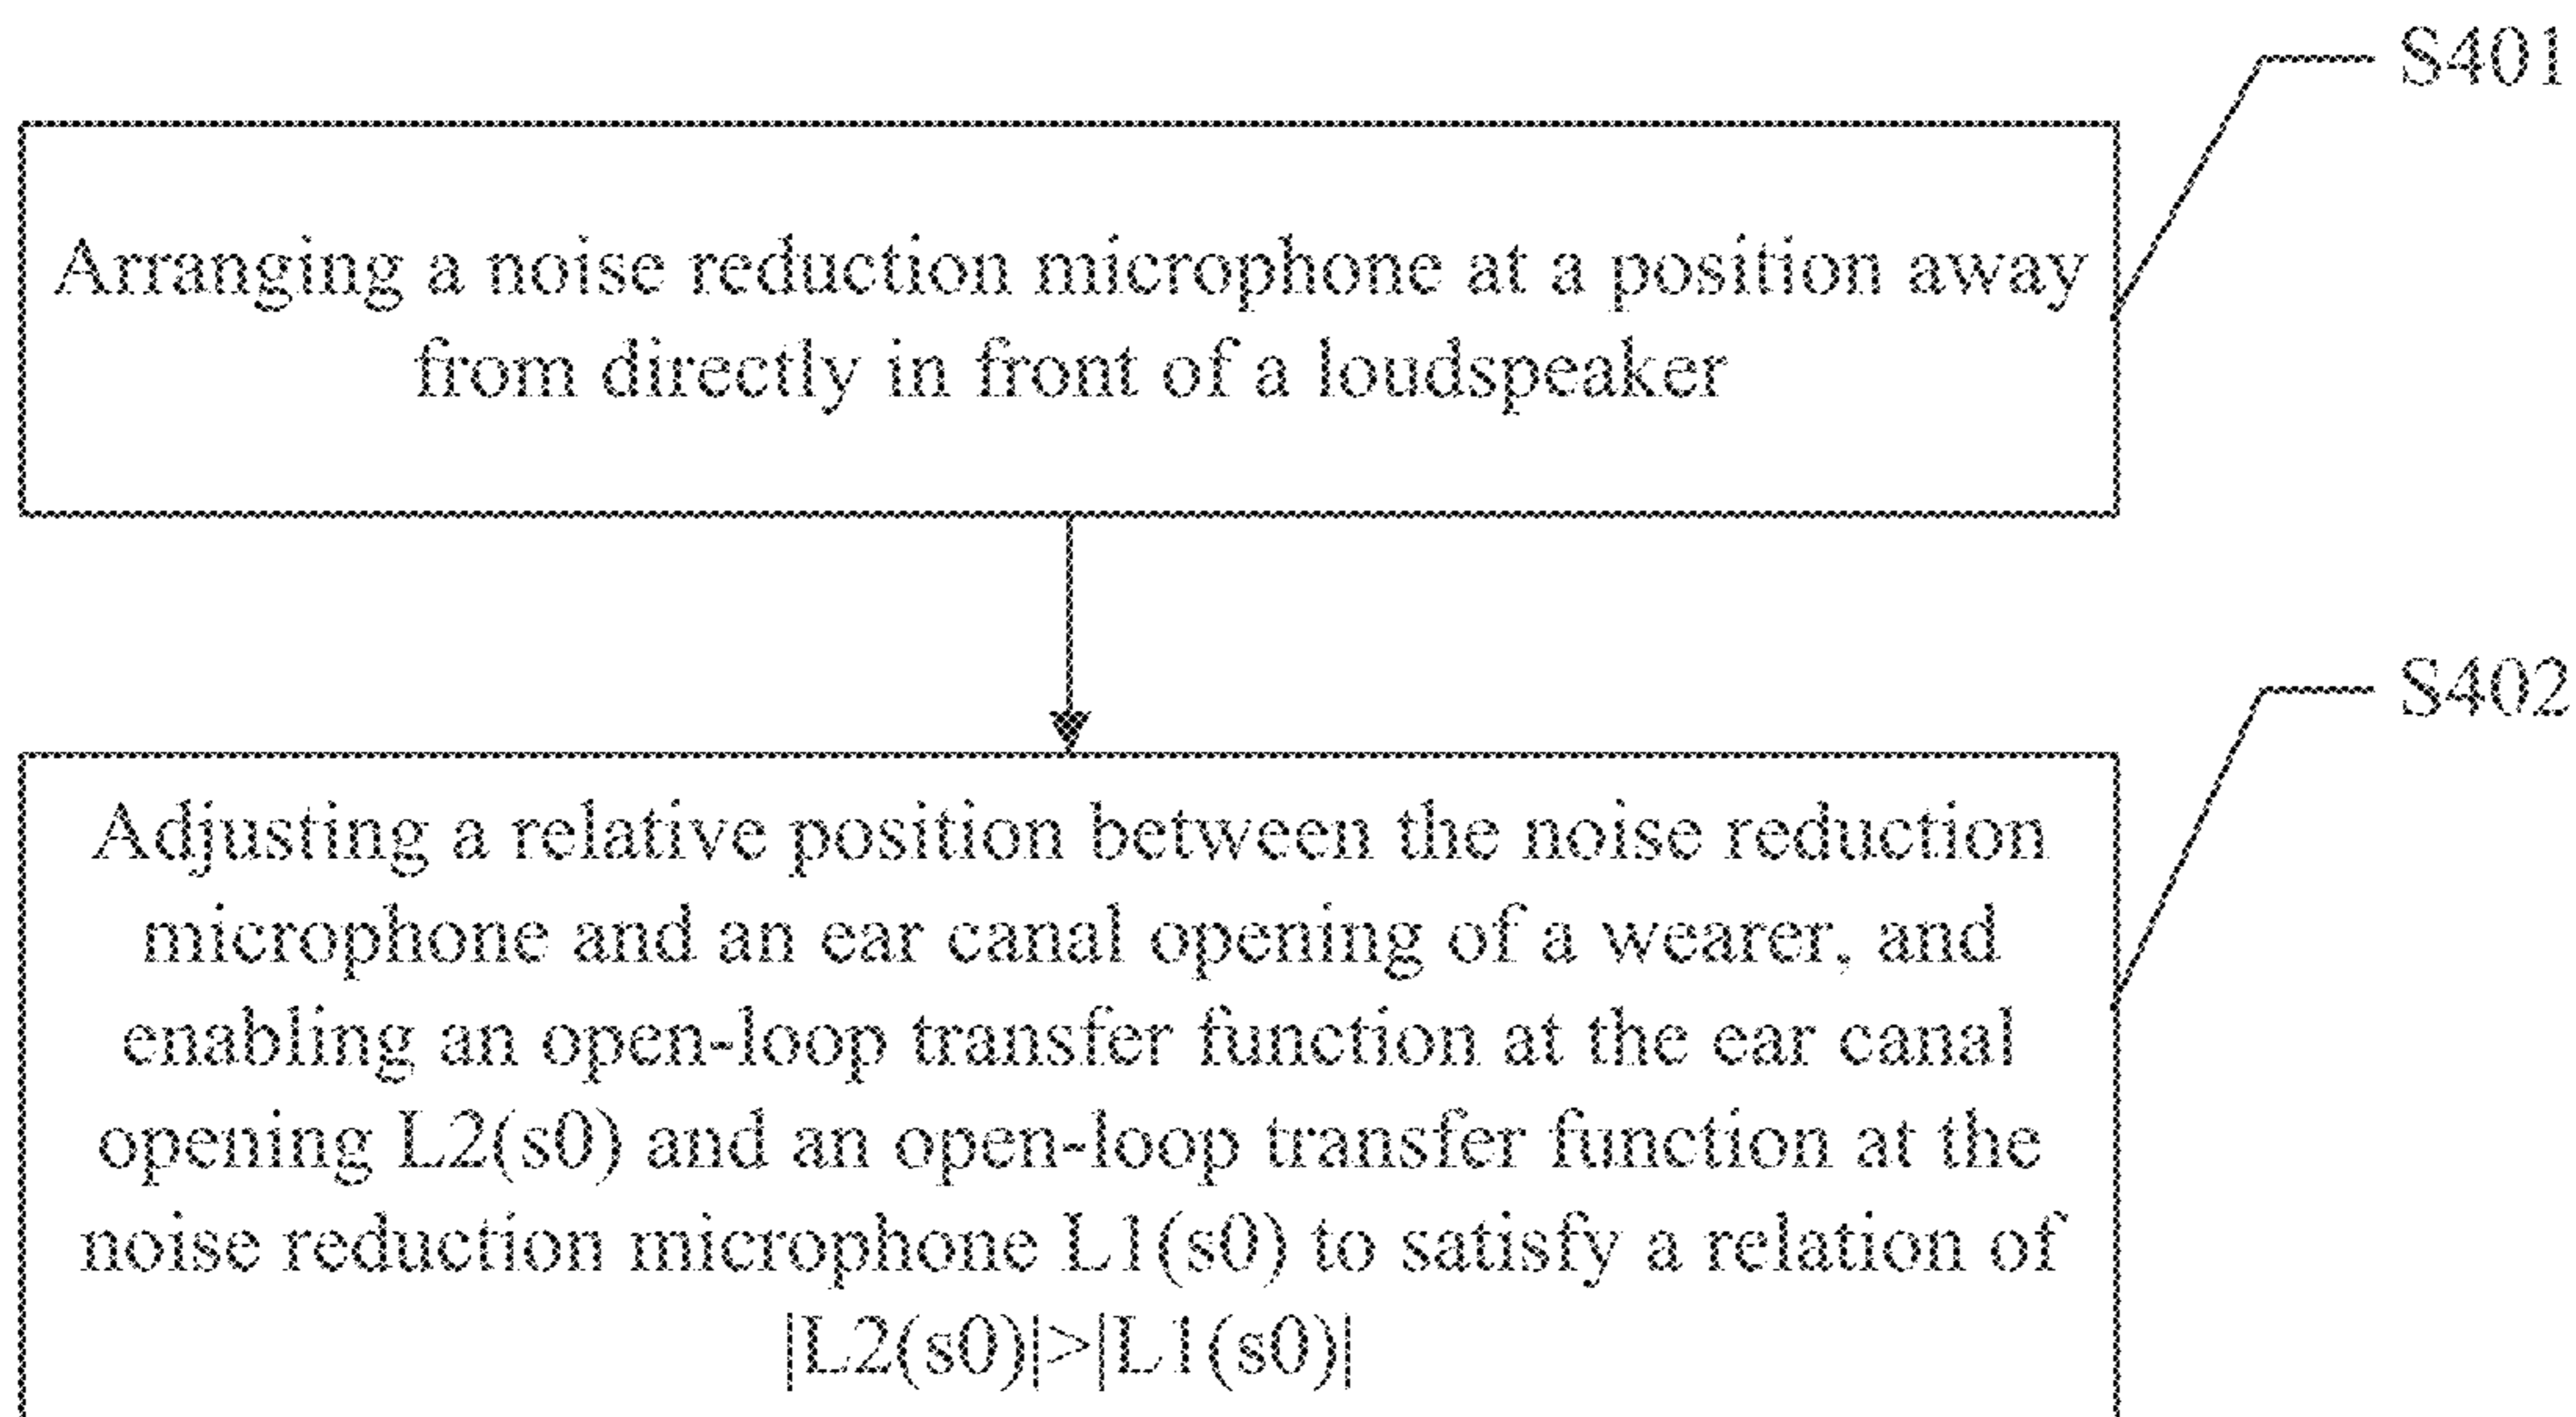 S401
Arranging a noise reduction microphone at a position away
from directly in front of a loudspeaker
S402
Adjusting a relative position between the noise reduction
microphone and an ear canal opening of a wearer, and
enabling an open-loop transfer function at the ear canal
opening L2(s0) and an open-loop transfer function at the
noise reduction microphone L1(s0) to satisfy a relation of
|L2(s0)|>|L1(s0)|